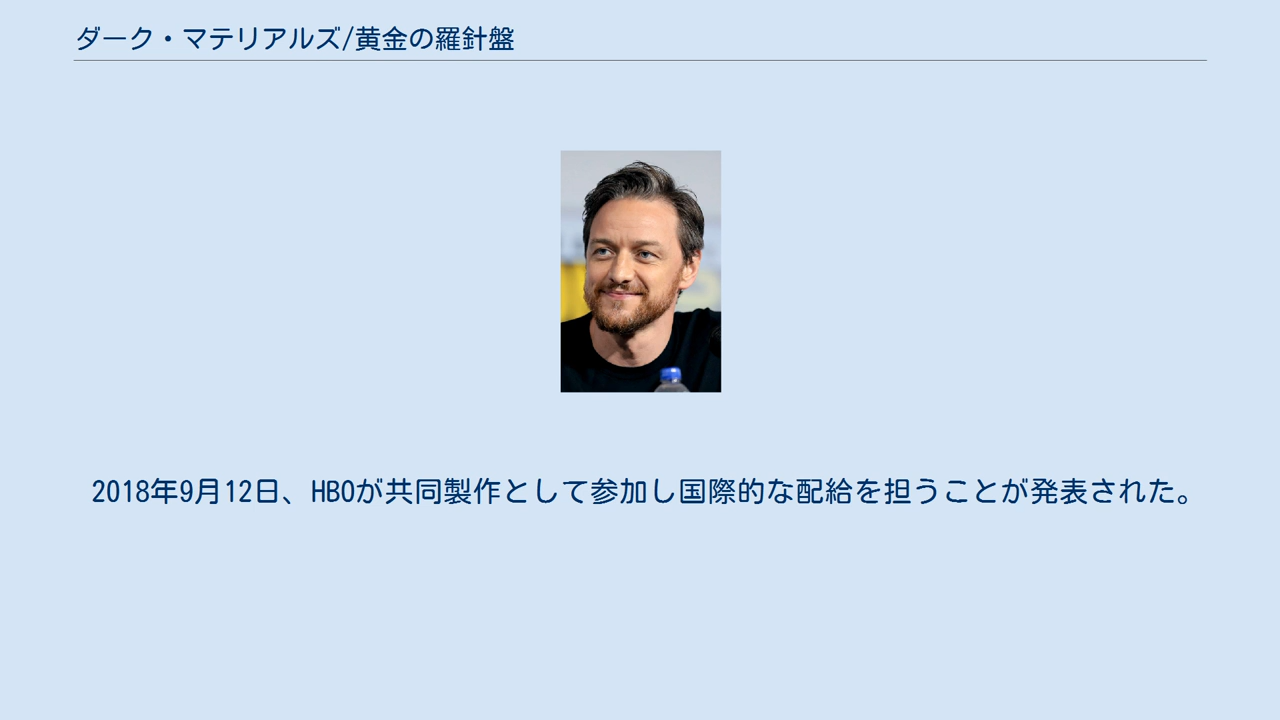 ダーク・マテリアルズ/黄金の羅針盤
2018年9月12日、HBOが共同製作として参加し国際的な配給を担うことが発表された。